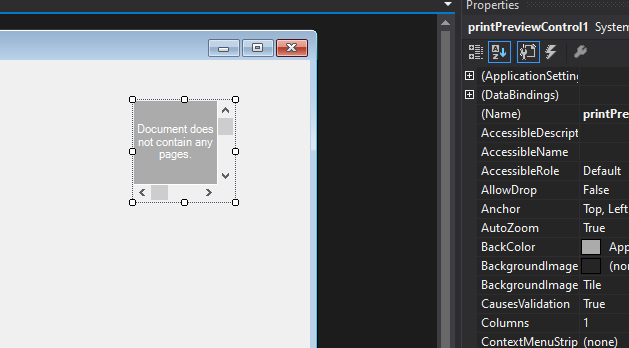 Properties
printPreviewControl1 System
Document does
not contain any
pages.
(ApplicationSetting
(DataBindings)
(Name) printPre
AccessibleDescript
AccessibleName
AccessibleRole Default
AllowDrop False
Anchor Top, Left
AutoZoom True
BackColor App
BackgroundImage (non
BackgroundImage Tile
CausesValidation True
Columns 1
ContextMenuStrip (none)